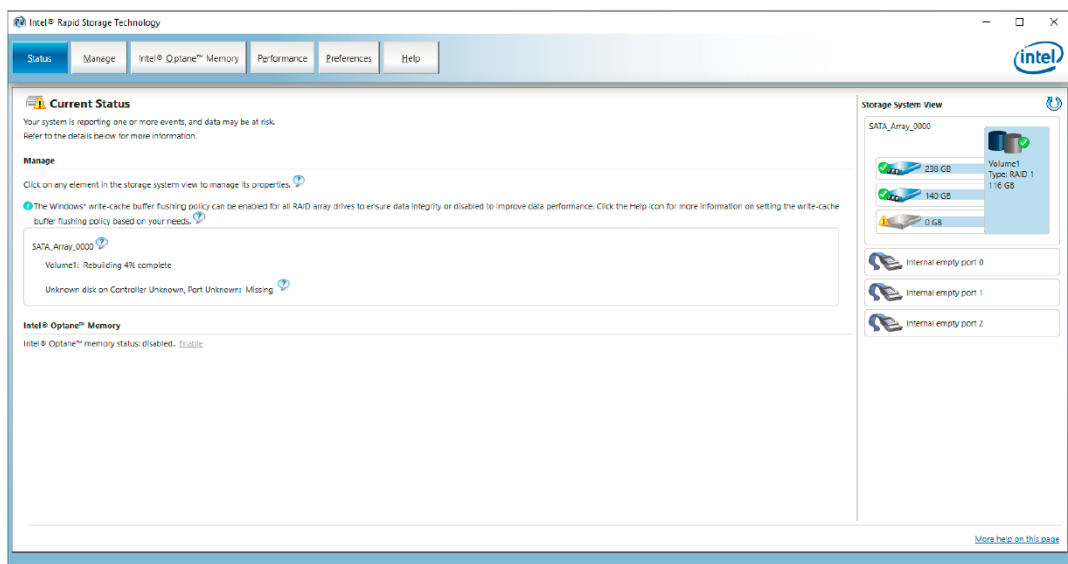 Intel® Rapid Storage Technology
Status
Manage
Intel® Optane™ Memory
Performance
Preferences
Help
intel
Current Status
Your system is reporting one or more events, and data may be at risk.
Refer to the details below for more information.
Manage
Click on any element in the storage system view to manage its properties.
The Windows* write-cache buffer flushing policy can be enabled for all RAID array drives to ensure data integrity or disabled to improve data performance. Click the Help icon for more information on setting the write-cache
buffer flushing policy based on your needs.
SATA_Array_0000
Volume1: Rebuilding 4% complete
Unknown disk on Controller Unknown, Port Unknown: Missing
Intel® Optane™ Memory
Intel® Optane™ memory status: disabled. Enable
Storage System View
SATA_Array_0000
238 GB
140 GB
0 GB
Volume1
Type: RAID 1
116 GB
Internal empty port 0
Internal empty port 1
Internal empty port 2
More help on this page